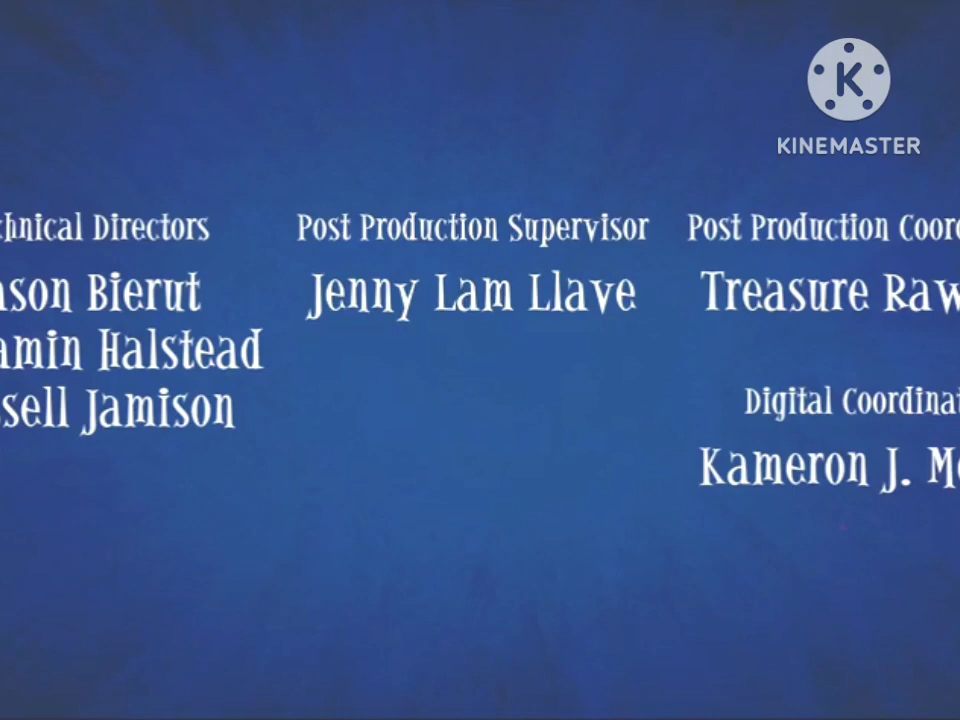 K
KINEMASTER
chnical Directors
ason Bierut
amin Halstead
sell Jamison
Post Production Supervisor
Jenny Lam Llave
Post Production Coord
Treasure Raw
Digital Coordinat
Kameron J. Mc